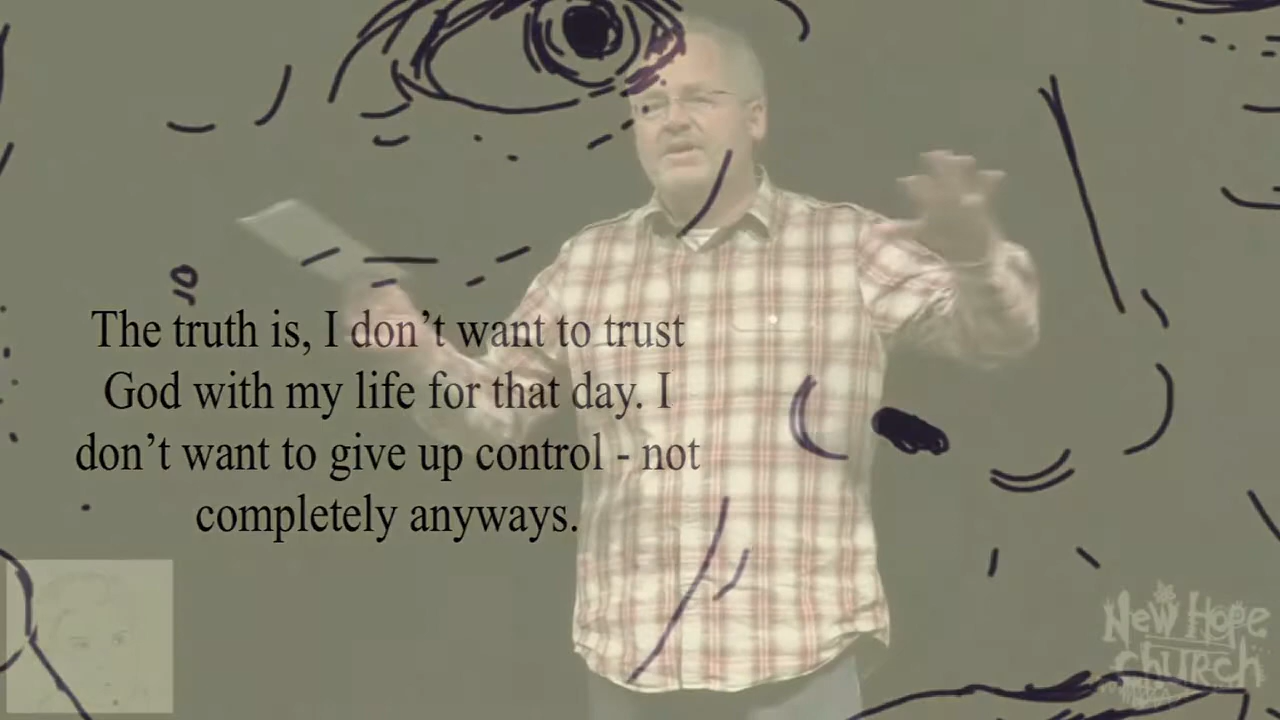 The truth is, I don’t want to trust
God with my life for that day. I
don’t want to give up control - not
completely anyways.
New Hope
Church